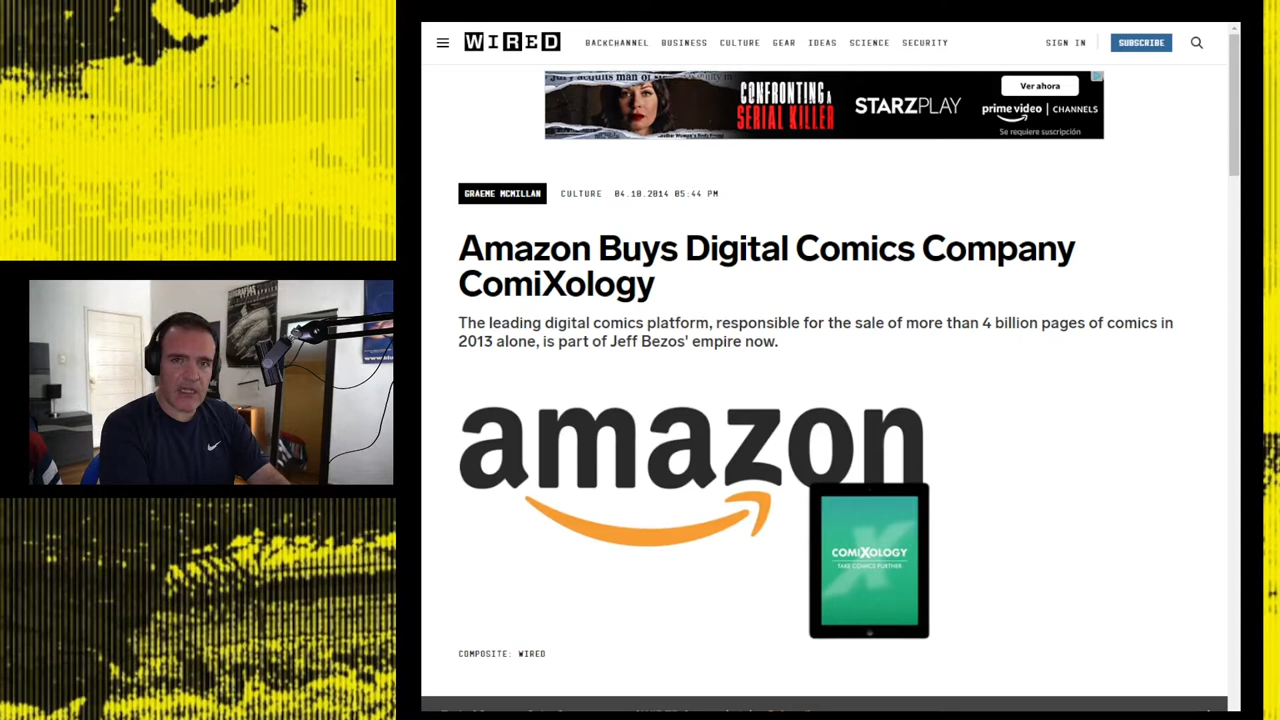 WIRED
BACKCHANNEL BUSINESS CULTURE GEAR IDEAS SCIENCE SECURITY
SIGN IN
SUBSCRIBE
CONFRONTING A
SERIAL KILLER
STARZPLAY
Ver ahora
prime video | CHANNELS
Se requiere suscripción
GRAEME MCMILLAN CULTURE 04.10.2014 05:44 PM
Amazon Buys Digital Comics Company
ComiXology
The leading digital comics platform, responsible for the sale of more than 4 billion pages of comics in
2013 alone, is part of Jeff Bezos' empire now.
amazon
COMIXOLOGY
TAKE COMICS FURTHER
COMPOSITE: WIRED